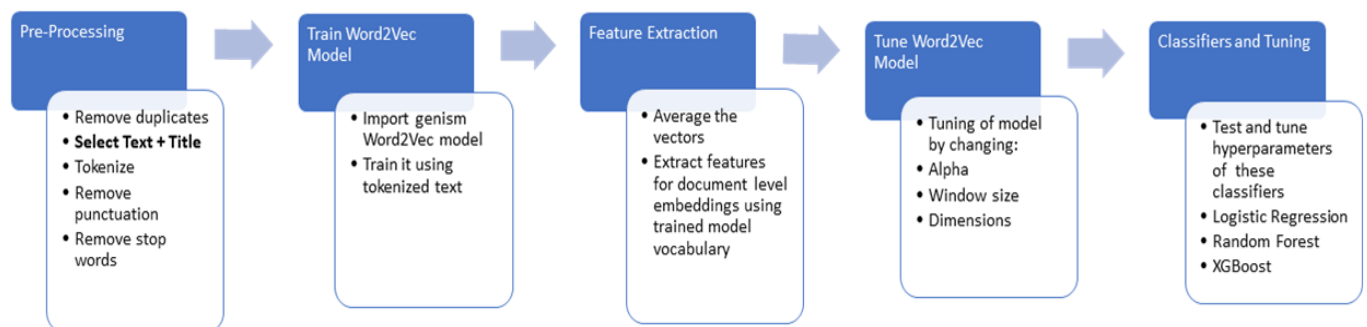 Pre-Processing
• Remove duplicates
• Select Text + Title
• Tokenize
• Remove
punctuation
• Remove stop
words
Train Word2Vec
Model
• Import genism
Word2Vec model
• Train it using
tokenized text
Feature Extraction
• Average the
vectors
• Extract features
for document level
embeddings using
trained model
vocabulary
Tune Word2Vec
Model
• Tuning of model
by changing:
• Alpha
• Window size
• Dimensions
Classifiers and Tuning
• Test and tune
hyperparameters
of these
classifiers
• Logistic Regression
• Random Forest
• XGBoost